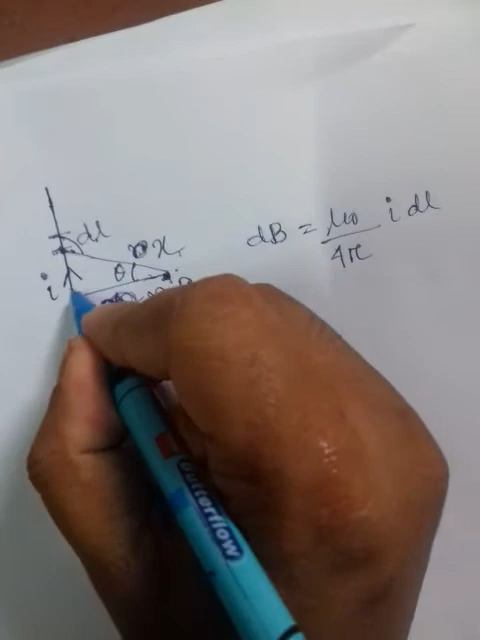 dl
x
dB = μ0/4π i dl
θ
i
P
Butterflow